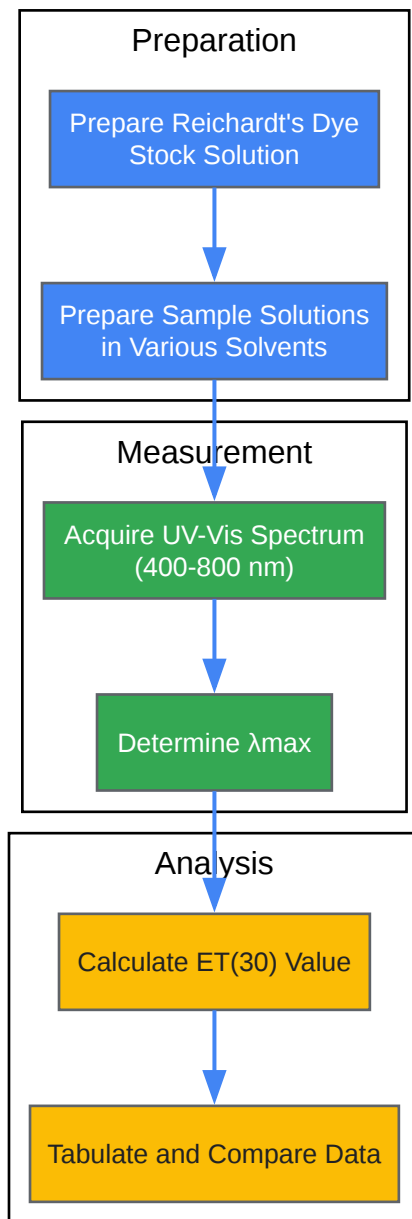 Preparation
Prepare Reichardt's Dye
Stock Solution
Prepare Sample Solutions
in Various Solvents
Measurement
Acquire UV-Vis Spectrum
(400-800 nm)
Determine λmax
Analysis
Calculate ET(30) Value
Tabulate and Compare Data